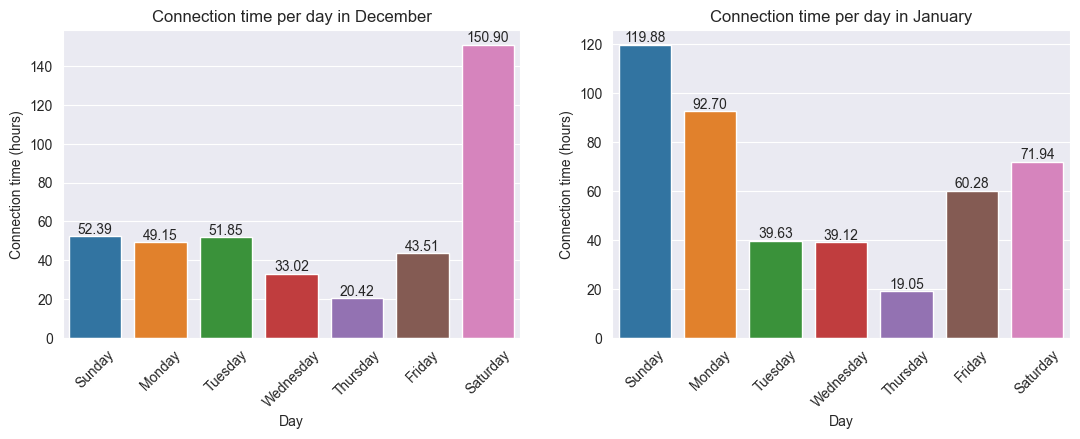 Connection time per day in December
Connection time (hours)
140
120
100
80
60
40
20
0
52.39
49.15
51.85
33.02
20.42
43.51
150.90
Sunday
Monday
Tuesday
Wednesday
Thursday
Friday
Saturday
Day
Connection time per day in January
Connection time (hours)
120
100
80
60
40
20
0
119.88
92.70
39.63
39.12
19.05
60.28
71.94
Sunday
Monday
Tuesday
Wednesday
Thursday
Friday
Saturday
Day